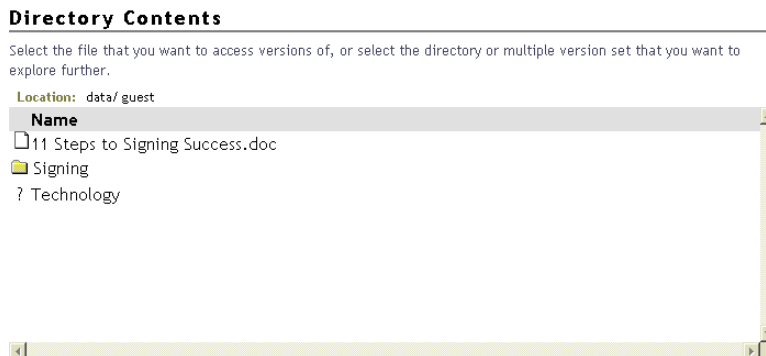 Directory Contents
Select the file that you want to access versions of, or select the directory or multiple version set that you want to
explore further.
Location: data/ guest
Name
11 Steps to Signing Success.doc
Signing
? Technology